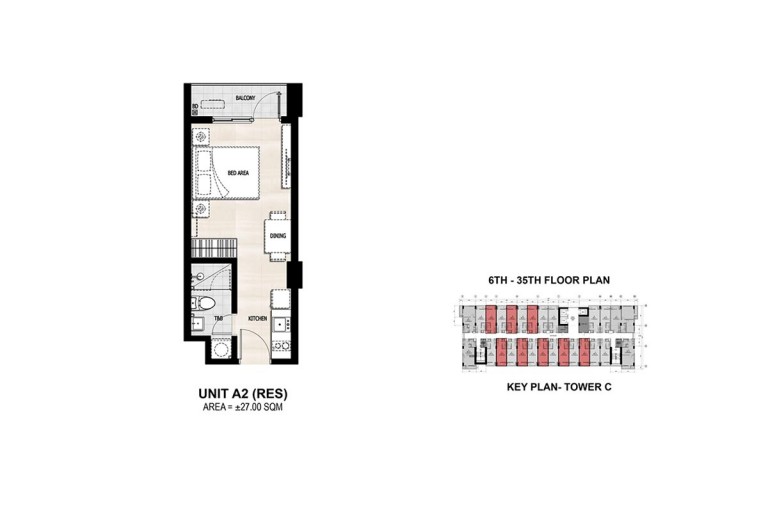 BALCONY
BD
BED AREA
DINING
T&B
KITCHEN
UNIT A2 (RES)
AREA = ±27.00 SQM
6TH - 35TH FLOOR PLAN
KEY PLAN- TOWER C